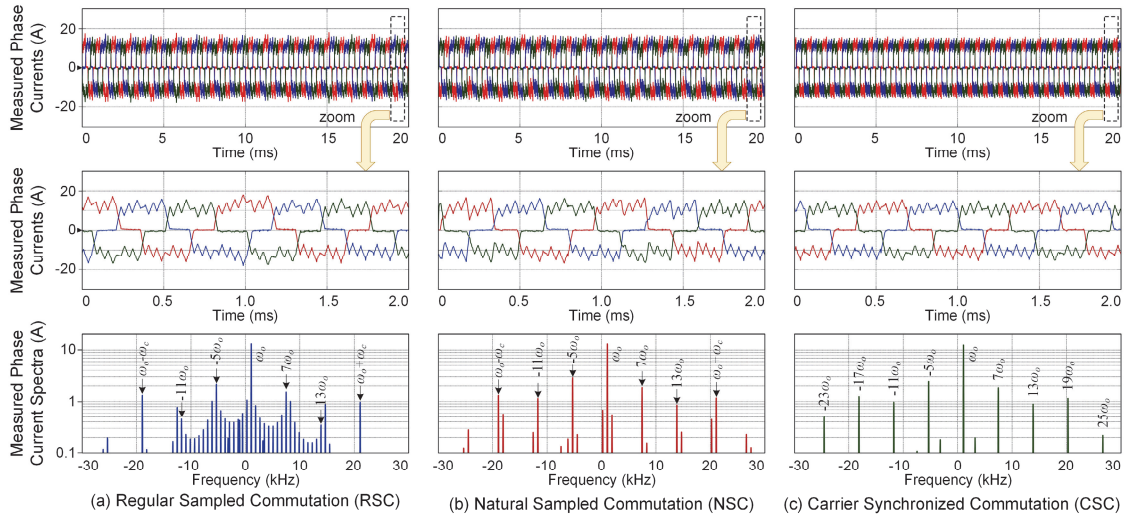 Measured Phase
Currents (A)
20
0
-20
zoom
0 5 10 15 20
Time (ms)
zoom
0 5 10 15 20
Time (ms)
zoom
0 5 10 15 20
Time (ms)
Measured Phase
Currents (A)
20
0
-20
0 0.5 1.0 1.5 2.0
Time (ms)
0 0.5 1.0 1.5 2.0
Time (ms)
0 0.5 1.0 1.5 2.0
Time (ms)
Measured Phase
Current Spectra (A)
10
1
0.1
ωo-ωc
-11ωo
-5ωo
ωo
7ωo
13ωo
ωo+ωc
-30 -20 -10 0 10 20 30
Frequency (kHz)
ωo-ωc
-11ωo
-5ωo
ωo
7ωo
13ωo
ωo+ωc
-30 -20 -10 0 10 20 30
Frequency (kHz)
-23ωo
-17ωo
-11ωo
-5ωo
ωo
7ωo
13ωo
19ωo
25ωo
-30 -20 -10 0 10 20 30
Frequency (kHz)
(a) Regular Sampled Commutation (RSC)
(b) Natural Sampled Commutation (NSC)
(c) Carrier Synchronized Commutation (CSC)